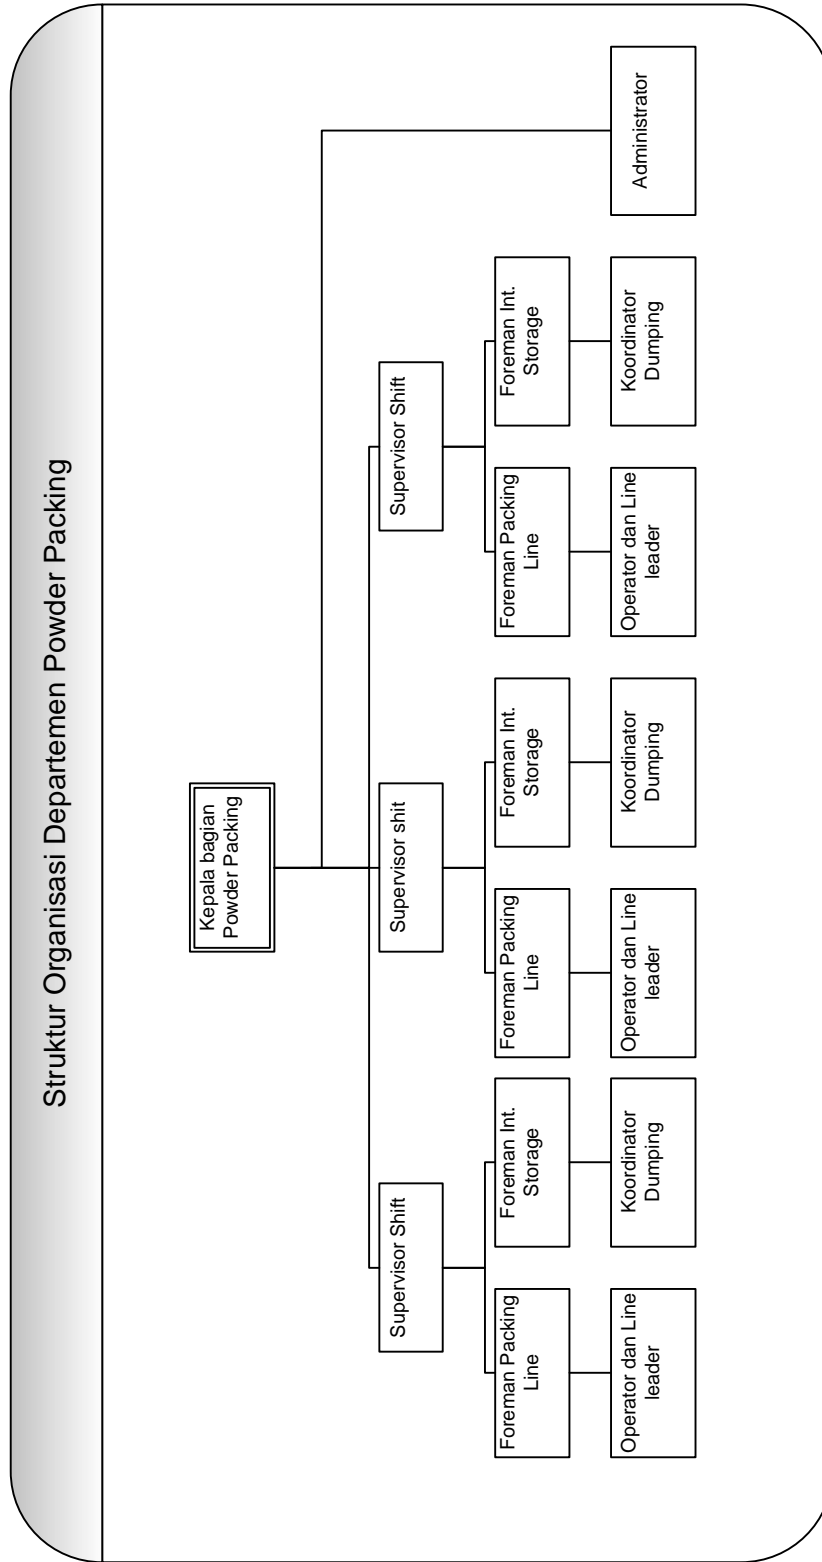 Struktur Organisasi Departemen Powder Packing
Kepala bagian
Powder Packing
Supervisor Shift
Supervisor shit
Supervisor Shift
Foreman Packing
Line
Foreman Int.
Storage
Foreman Packing
Line
Foreman Int.
Storage
Foreman Packing
Line
Foreman Int.
Storage
Operator dan Line
leader
Koordinator
Dumping
Operator dan Line
leader
Koordinator
Dumping
Operator dan Line
leader
Koordinator
Dumping
Administrator